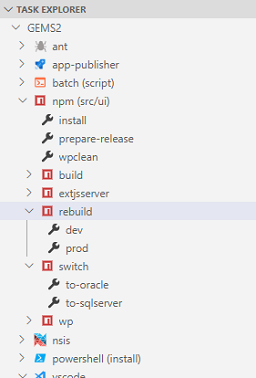 TASK EXPLORER
GEMS2
ant
app-publisher
batch (script)
npm (src/ui)
install
prepare-release
wpclean
build
extjsserver
rebuild
dev
prod
switch
to-oracle
to-sqlserver
wp
nsis
powershell (install)
vscode